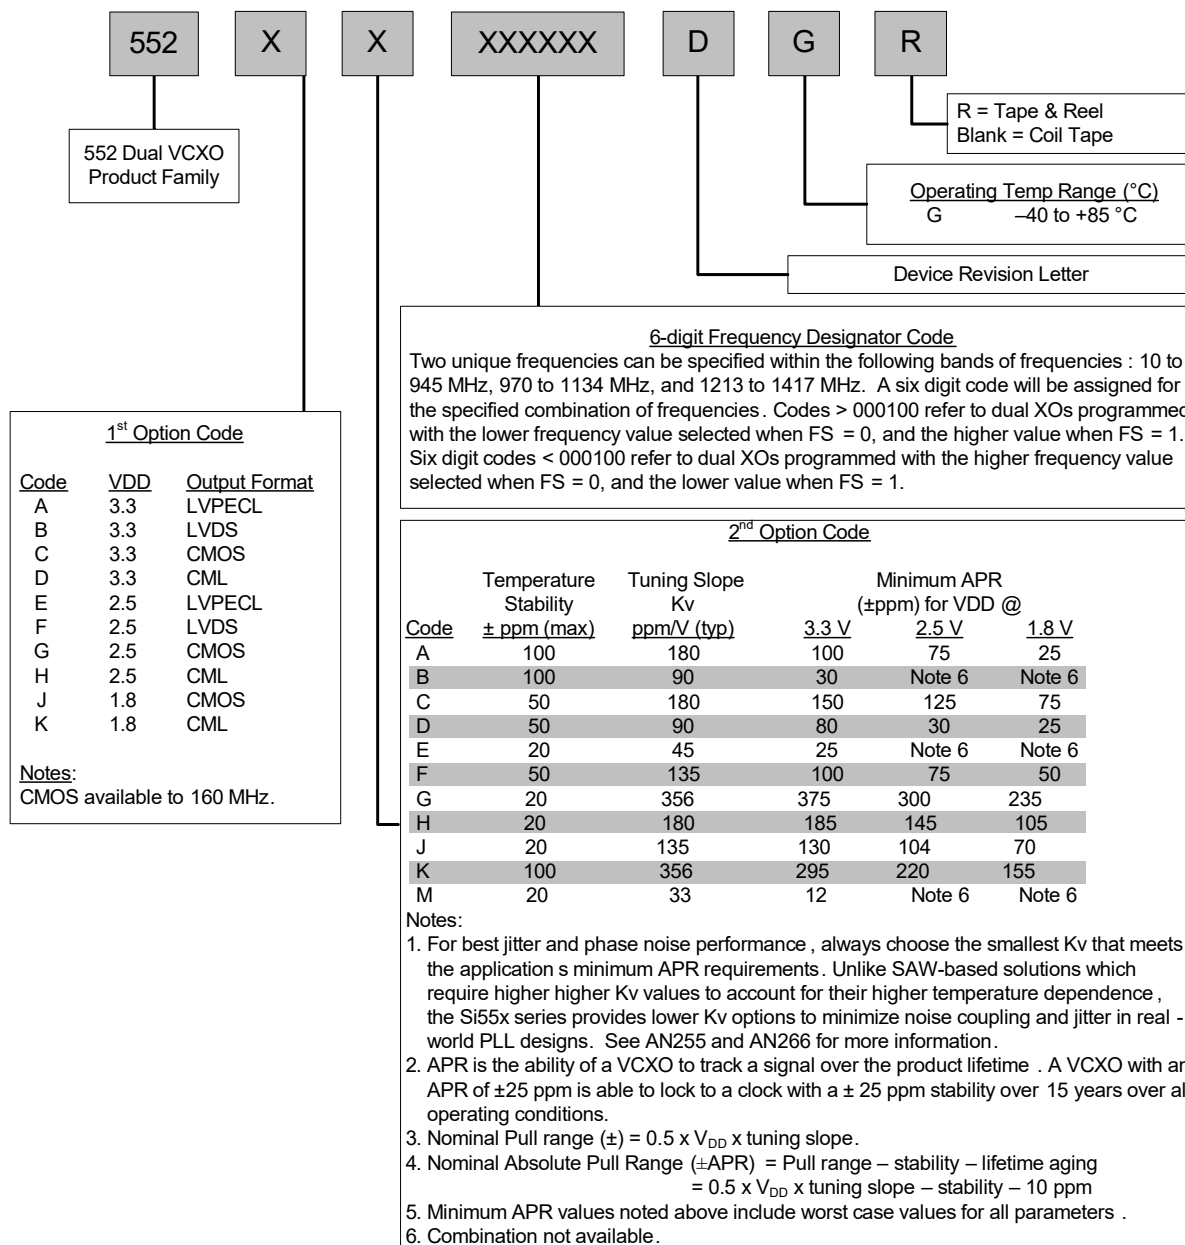 552 X X XXXXXX D G R
R = Tape & Reel
Blank = Coil Tape
552 Dual VCXO
Product Family
Operating Temp Range (°C)
G –40 to +85 °C
Device Revision Letter
6-digit Frequency Designator Code
Two unique frequencies can be specified within the following bands of frequencies : 10 to
945 MHz, 970 to 1134 MHz, and 1213 to 1417 MHz. A six digit code will be assigned for
the specified combination of frequencies. Codes > 000100 refer to dual XOs programmed
with the lower frequency value selected when FS = 0, and the higher value when FS = 1.
Six digit codes < 000100 refer to dual XOs programmed with the higher frequency value
selected when FS = 0, and the lower value when FS = 1.
1st Option Code
Code VDD Output Format
A 3.3 LVPECL
B 3.3 LVDS
C 3.3 CMOS
D 3.3 CML
E 2.5 LVPECL
F 2.5 LVDS
G 2.5 CMOS
H 2.5 CML
J 1.8 CMOS
K 1.8 CML
Notes:
CMOS available to 160 MHz.
2nd Option Code
Temperature Tuning Slope Minimum APR
Stability Kv (±ppm) for VDD @
Code ± ppm (max) ppm/V (typ) 3.3 V 2.5 V 1.8 V
A 100 180 100 75 25
B 100 90 30 Note 6 Note 6
C 50 180 150 125 75
D 50 90 80 30 25
E 20 45 25 Note 6 Note 6
F 50 135 100 75 50
G 20 356 375 300 235
H 20 180 185 145 105
J 20 135 130 104 70
K 100 356 295 220 155
M 20 33 12 Note 6 Note 6
Notes:
1. For best jitter and phase noise performance , always choose the smallest Kv that meets
the application s minimum APR requirements. Unlike SAW-based solutions which
require higher higher Kv values to account for their higher temperature dependence ,
the Si55x series provides lower Kv options to minimize noise coupling and jitter in real -
world PLL designs. See AN255 and AN266 for more information.
2. APR is the ability of a VCXO to track a signal over the product lifetime . A VCXO with an
APR of ±25 ppm is able to lock to a clock with a ± 25 ppm stability over 15 years over al
operating conditions.
3. Nominal Pull range (±) = 0.5 x VDD x tuning slope.
4. Nominal Absolute Pull Range (±APR) = Pull range – stability – lifetime aging
= 0.5 x VDD x tuning slope – stability – 10 ppm
5. Minimum APR values noted above include worst case values for all parameters .
6. Combination not available.